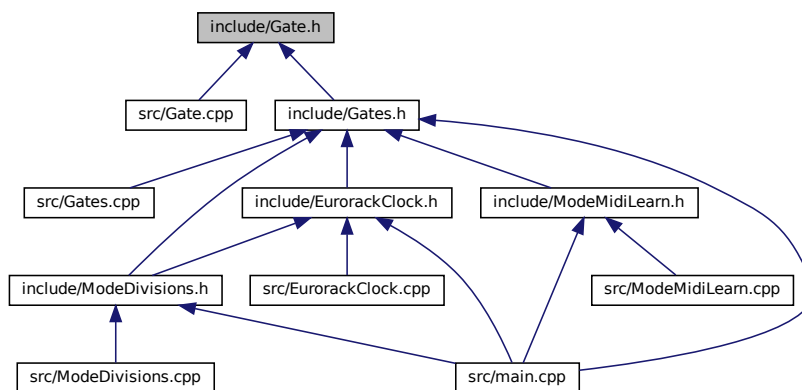 include/Gate.h
src/Gate.cpp
include/Gates.h
src/Gates.cpp
include/EurorackClock.h
include/ModeMidiLearn.h
include/ModeDivisions.h
src/EurorackClock.cpp
src/ModeMidiLearn.cpp
src/ModeDivisions.cpp
src/main.cpp